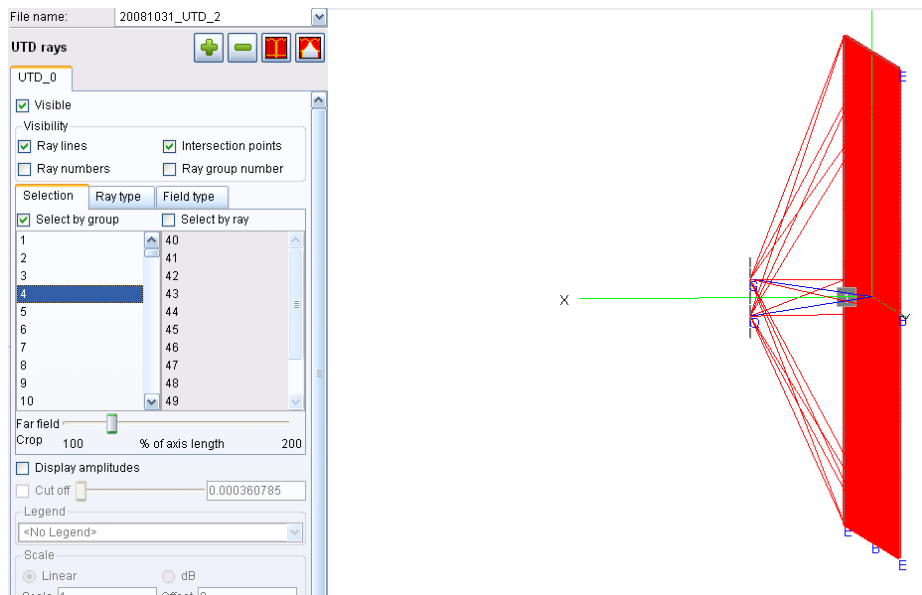 File name: 20081031_UTD_2
UTD rays
UTD_0
Visible
Visibility
Ray lines Intersection points
Ray numbers Ray group number
Selection Ray type Field type
Select by group Select by ray
1 40
2 41
3 42
4 43
5 44
6 45
7 46
8 47
9 48
10 49
Far field
Crop 100 % of axis length 200
Display amplitudes
Cut off 0.000360785
Legend
<No Legend>
Scale
Linear dB
X
E
B
E
B
E